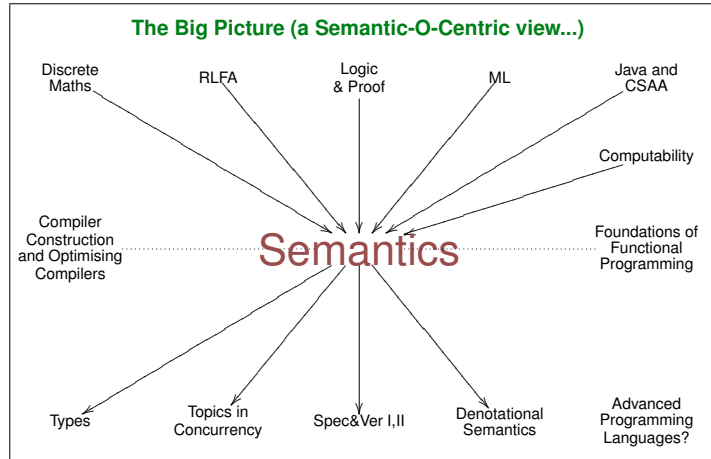 The Big Picture (a Semantic-O-Centric view...)
Discrete
Maths
RLFA
Logic
& Proof
ML
Java and
CSAA
Computability
Compiler
Construction
and Optimising
Compilers
Semantics
Foundations of
Functional
Programming
Types
Topics in
Concurrency
Spec&Ver I,II
Denotational
Semantics
Advanced
Programming
Languages?